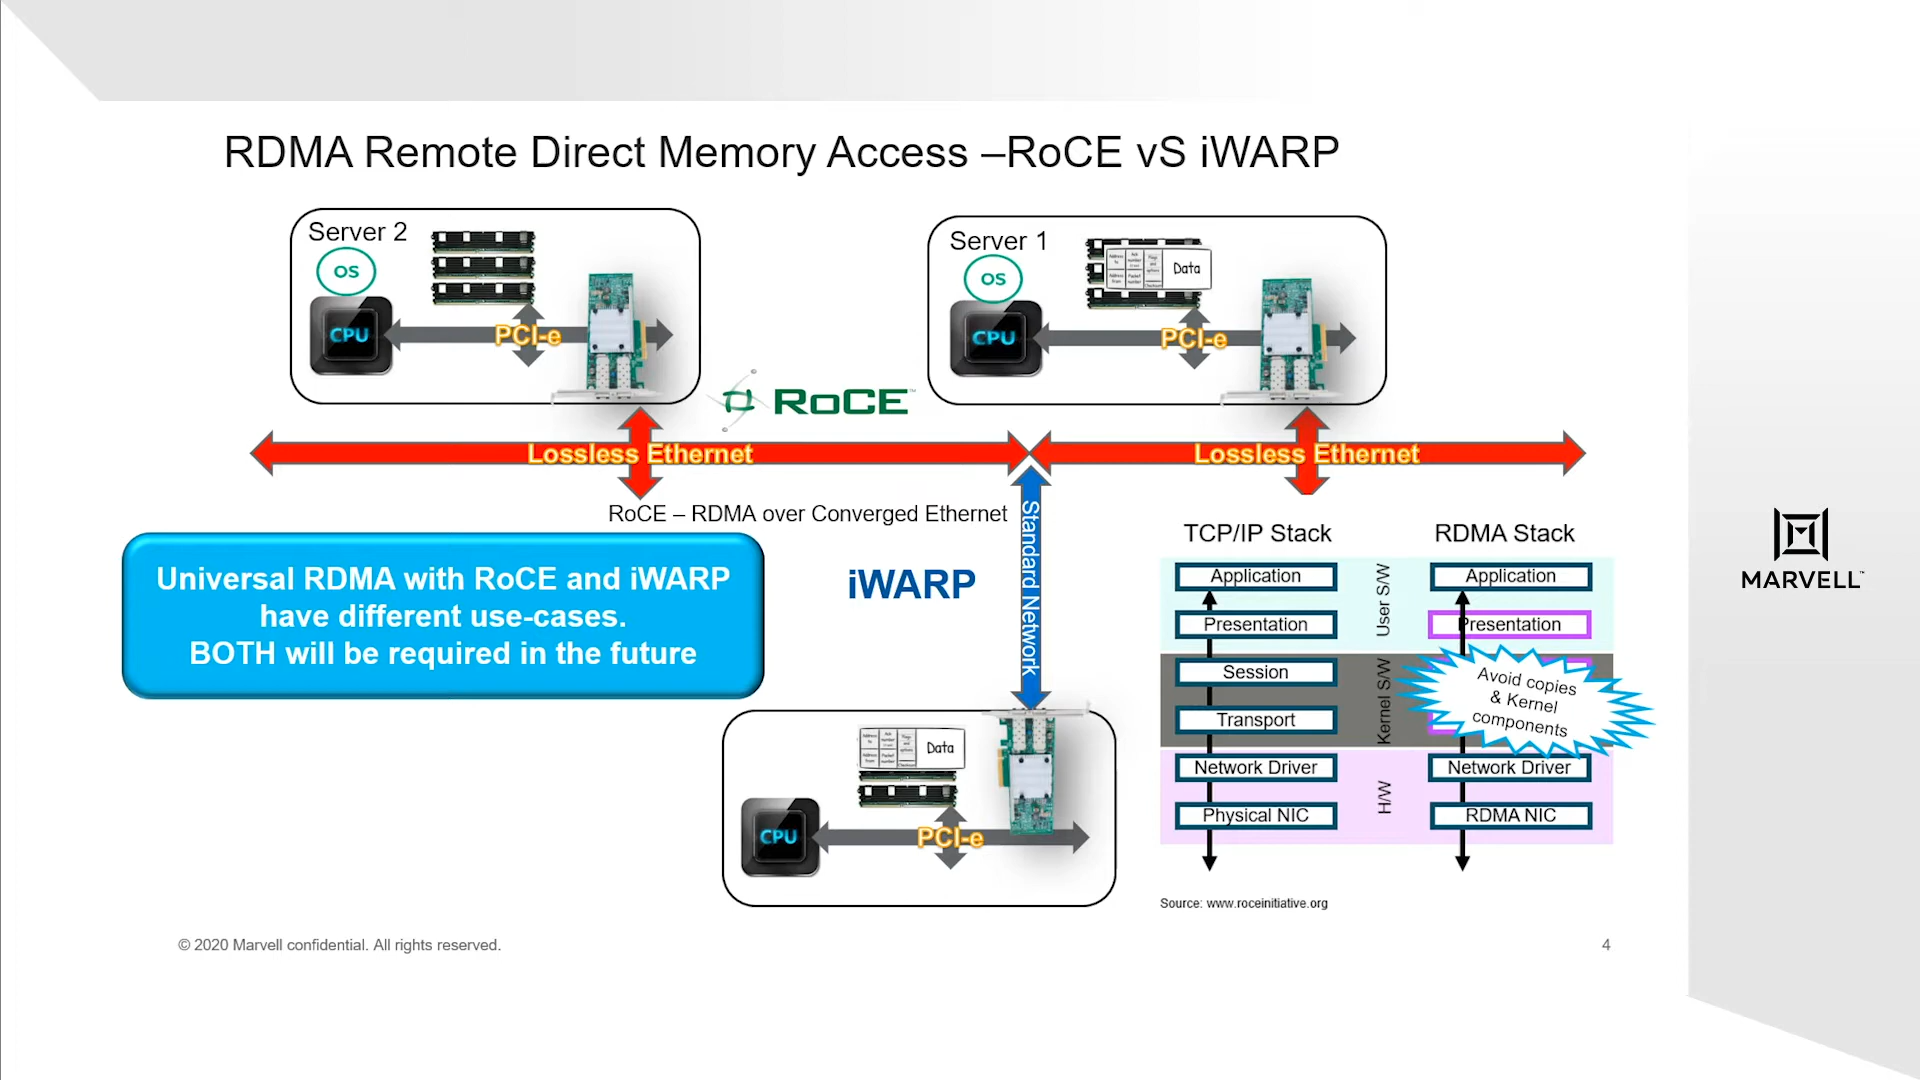 RDMA Remote Direct Memory Access –RoCE vS iWARP
Server 2
OS
CPU
PCI-e
Server 1
OS
CPU
Data
PCI-e
RoCE™
Lossless Ethernet
Lossless Ethernet
RoCE – RDMA over Converged Ethernet
Universal RDMA with RoCE and iWARP
have different use-cases.
BOTH will be required in the future
iWARP
Standard Network
Data
CPU
PCI-e
TCP/IP Stack
RDMA Stack
Application
Presentation
Session
Transport
Network Driver
Physical NIC
User S/W
Kernel S/W
H/W
Application
Presentation
Avoid copies
& Kernel
components
Network Driver
RDMA NIC
Source: www.roceinitiative.org
© 2020 Marvell confidential. All rights reserved.
4
MARVELL™